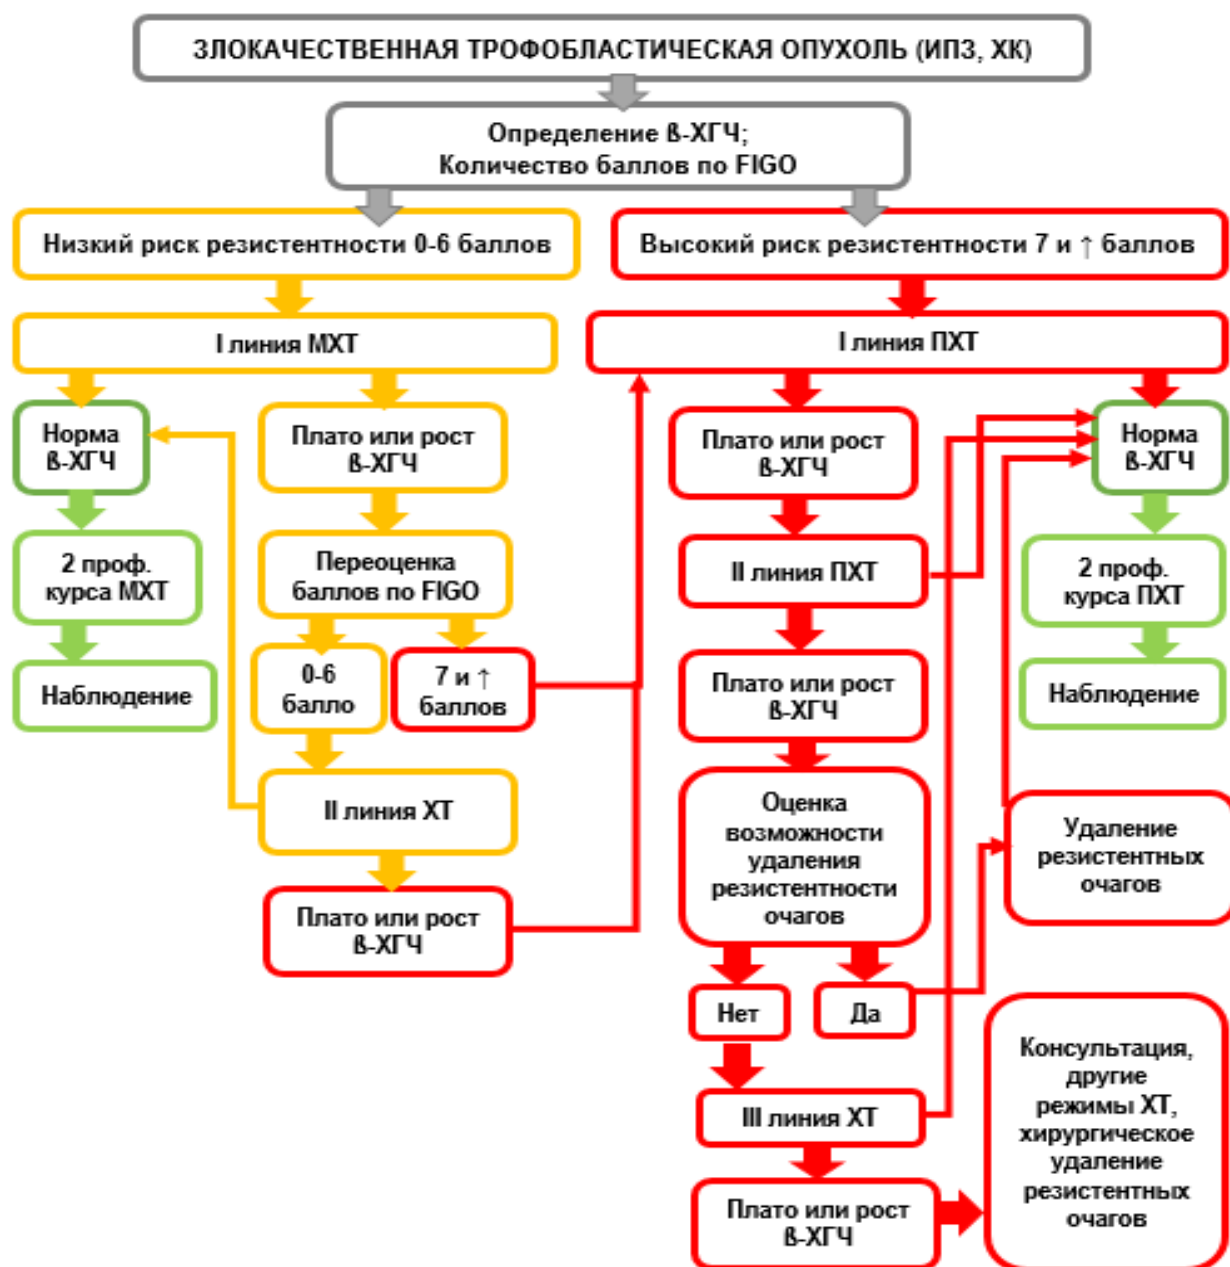 ЗЛОКАЧЕСТВЕННАЯ ТРОФОБЛАСТИЧЕСКАЯ ОПУХОЛЬ (ИПЗ, ХК)
Определение ß-ХГЧ;
Количество баллов по FIGO
Низкий риск резистентности 0-6 баллов
Высокий риск резистентности 7 и ↑ баллов
I линия МХТ
I линия ПХТ
Норма
ß-ХГЧ
Плато или рост
ß-ХГЧ
Плато или рост
ß-ХГЧ
Норма
ß-ХГЧ
2 проф.
курса МХТ
Переоценка
баллов по FIGO
II линия ПХТ
2 проф.
курса ПХТ
Наблюдение
0-6
балло
7 и ↑
баллов
Плато или рост
ß-ХГЧ
Наблюдение
II линия ХТ
Оценка
возможности
удаления
резистентности
очагов
Удаление
резистентных
очагов
Плато или рост
ß-ХГЧ
Нет
Да
Консультация,
другие
режимы ХТ,
хирургическое
удаление
резистентных
очагов
III линия ХТ
Плато или рост
ß-ХГЧ